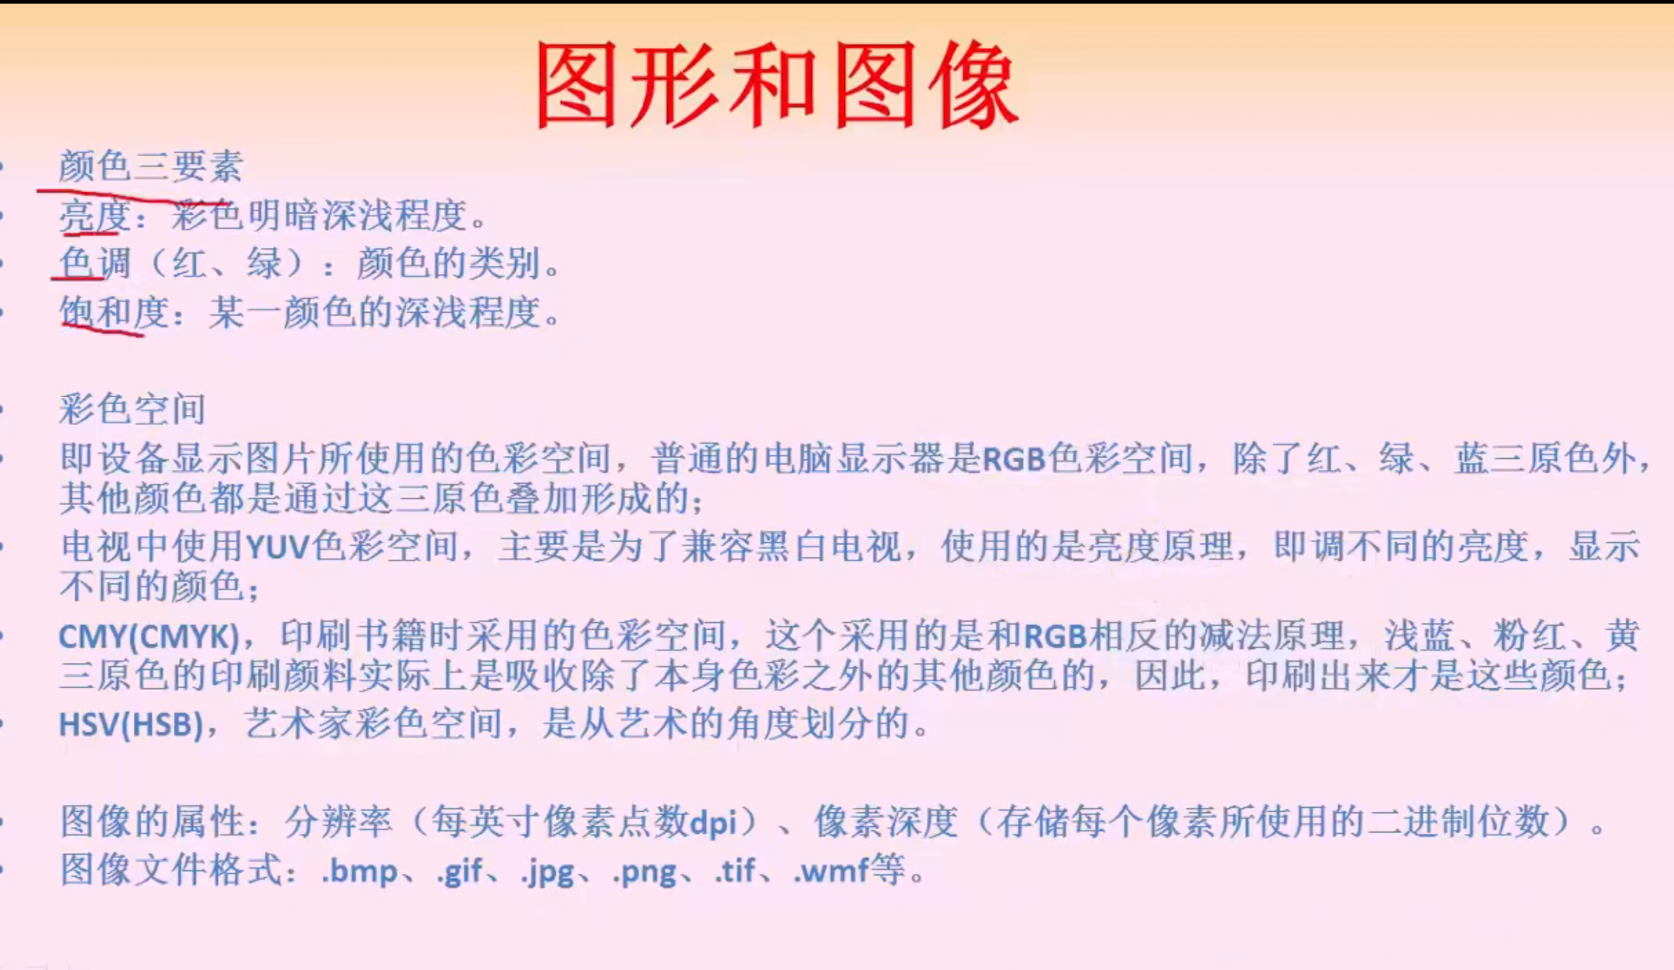 图形和图像
• 颜色三要素
• 亮度：彩色明暗深浅程度。
• 色调（红、绿）：颜色的类别。
• 饱和度：某一颜色的深浅程度。
• 彩色空间
• 即设备显示图片所使用的色彩空间，普通的电脑显示器是RGB色彩空间，除了红、绿、蓝三原色外，
其他颜色都是通过这三原色叠加形成的；
• 电视中使用YUV色彩空间，主要是为了兼容黑白电视，使用的是亮度原理，即调不同的亮度，显示
不同的颜色；
• CMY(CMYK)，印刷书籍时采用的色彩空间，这个采用的是和RGB相反的减法原理，浅蓝、粉红、黄
三原色的印刷颜料实际上是吸收除了本身色彩之外的其他颜色的，因此，印刷出来才是这些颜色；
• HSV(HSB)，艺术家彩色空间，是从艺术的角度划分的。
• 图像的属性：分辨率（每英寸像素点数dpi）、像素深度（存储每个像素所使用的二进制位数）。
• 图像文件格式：.bmp、.gif、.jpg、.png、.tif、.wmf等。